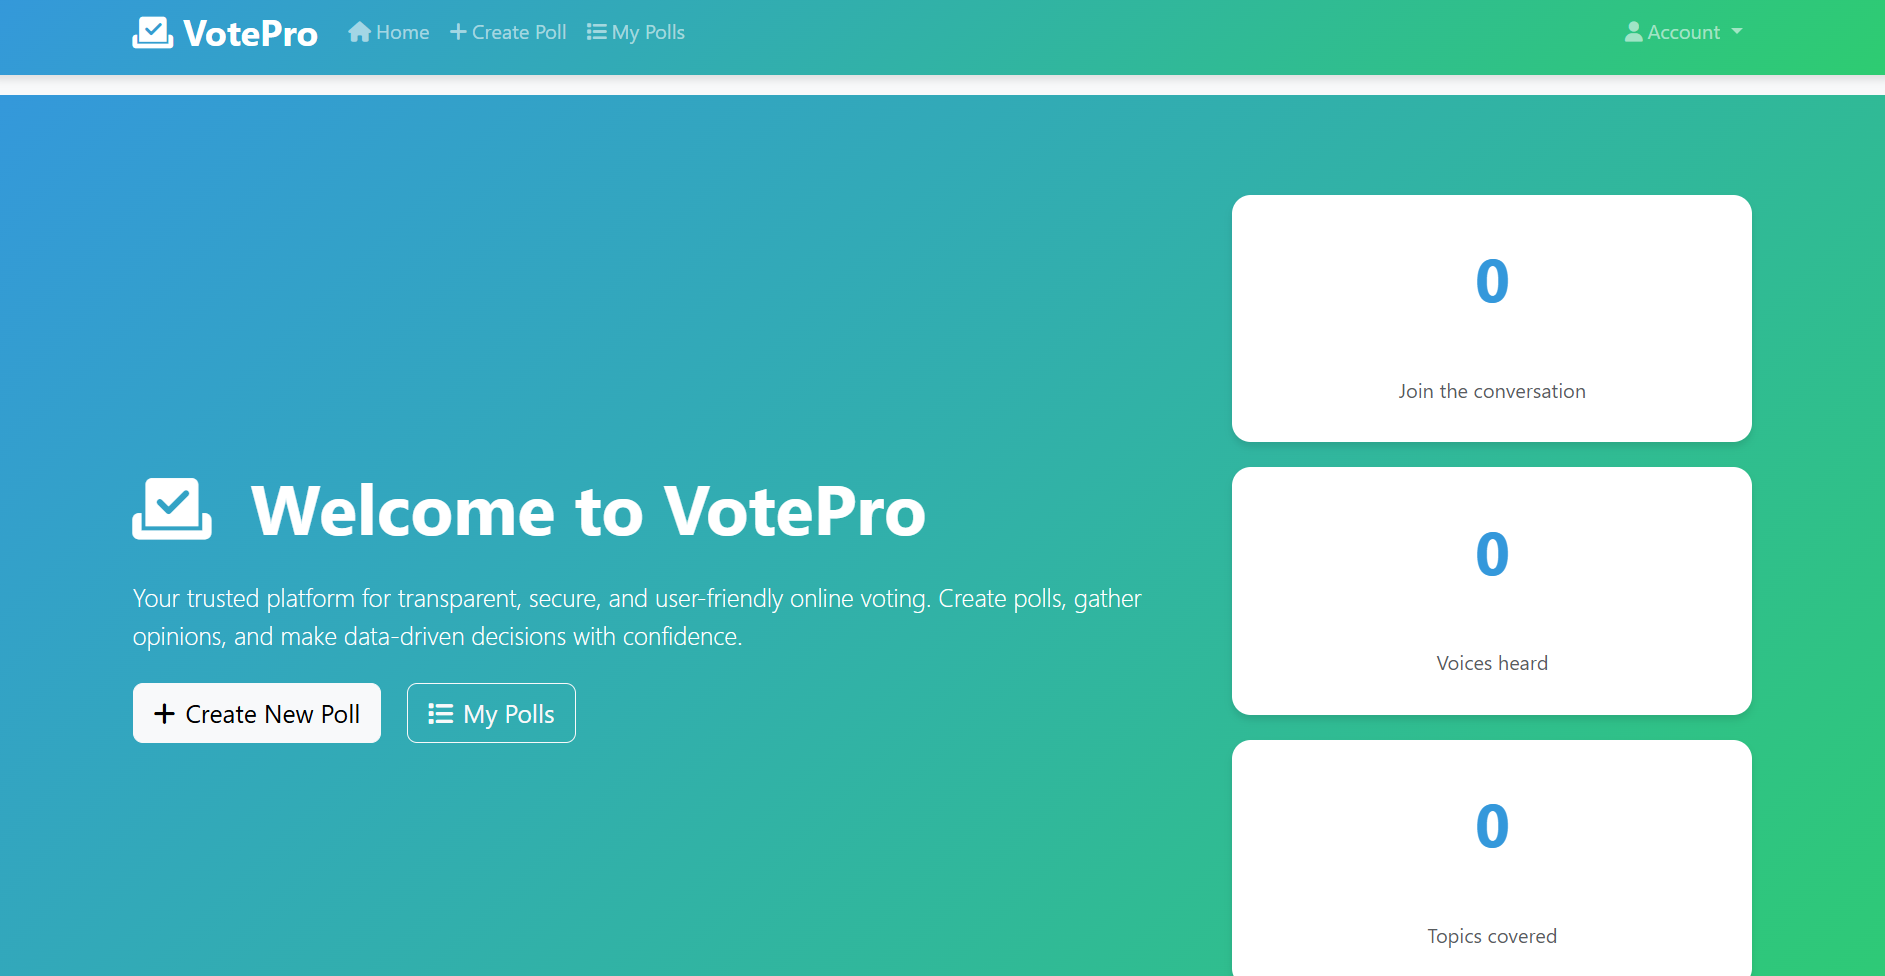 VotePro
Home
Create Poll
My Polls
Account
Welcome to VotePro
Your trusted platform for transparent, secure, and user-friendly online voting. Create polls, gather
opinions, and make data-driven decisions with confidence.
Create New Poll
My Polls
0
Join the conversation
0
Voices heard
0
Topics covered